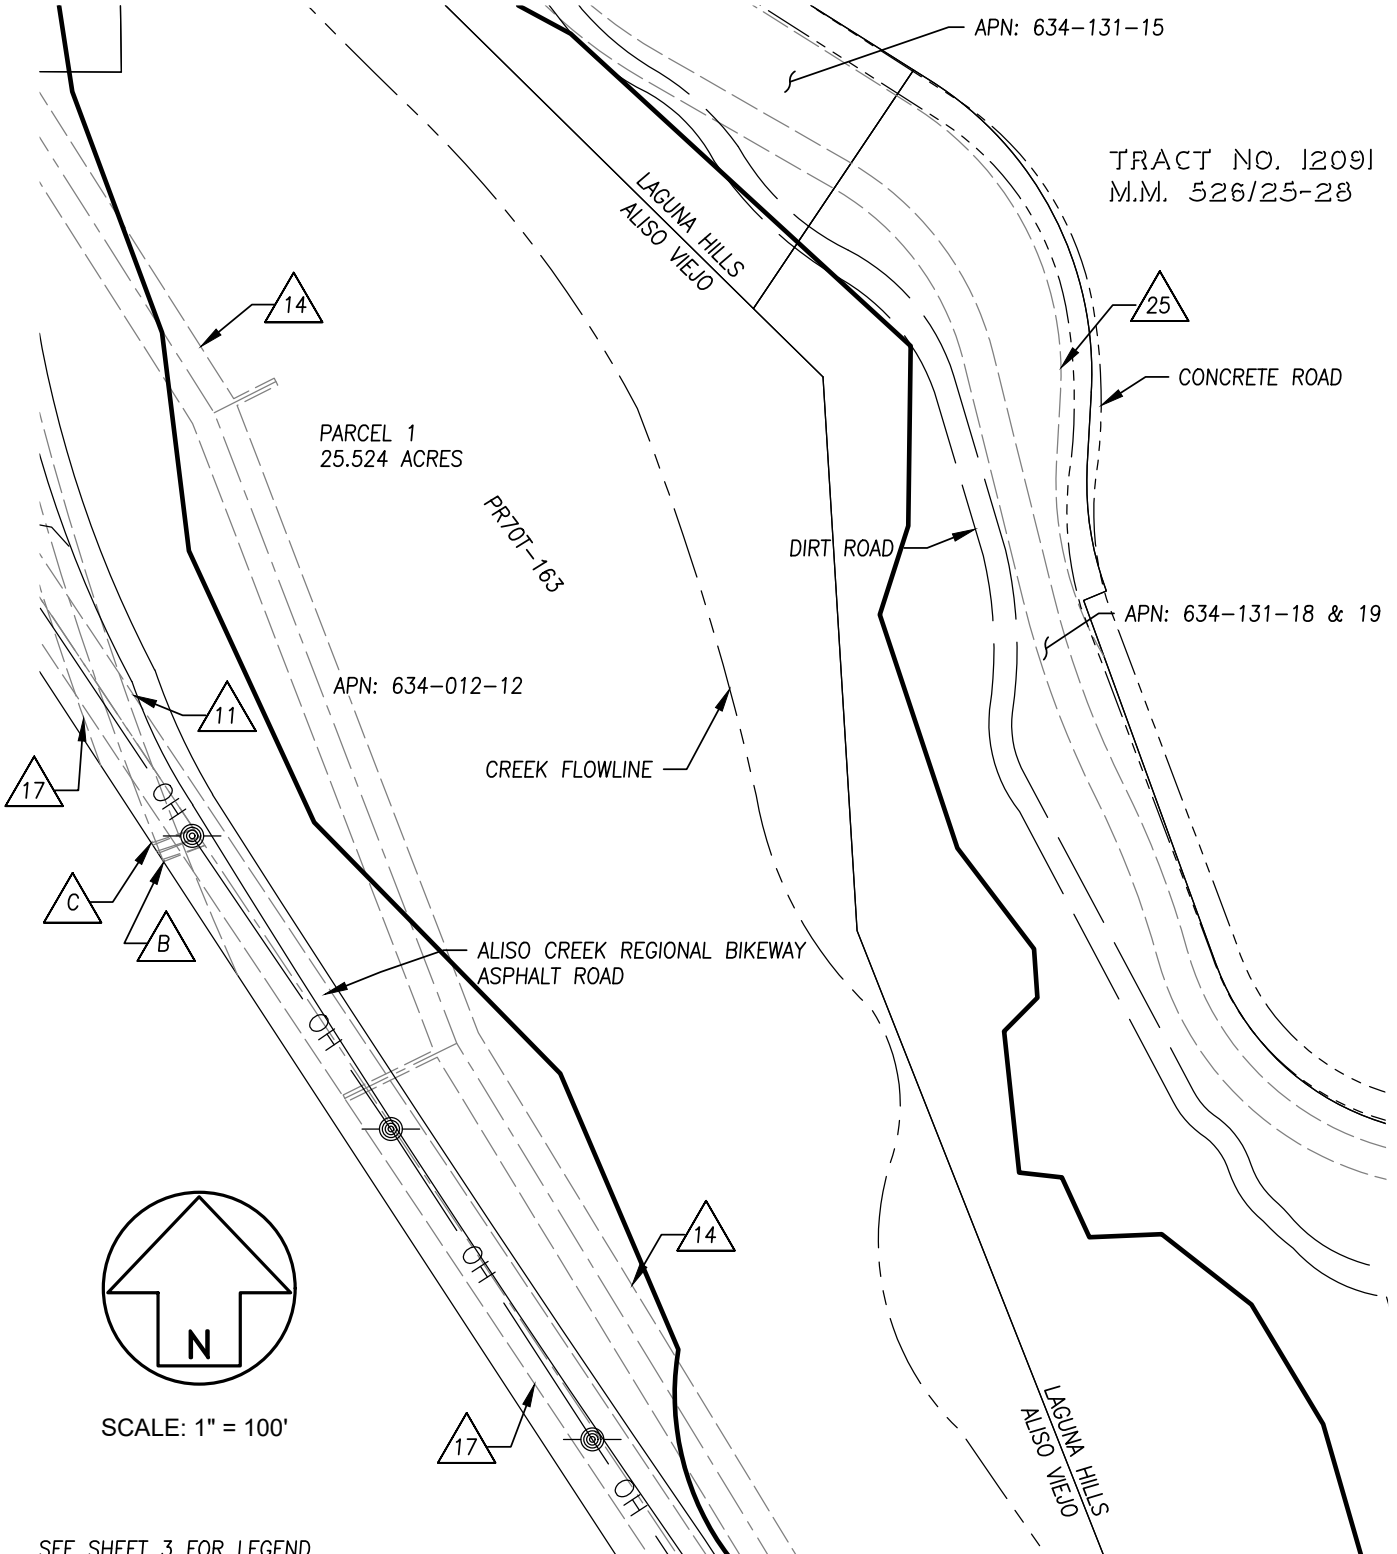 APN: 634-131-15
TRACT NO. 12091
M.M. 526/25-28
LAGUNA HILLS
ALISO VIEJO
14
25
CONCRETE ROAD
PARCEL 1
25.524 ACRES
PR70T-163
DIRT ROAD
APN: 634-131-18 & 19
APN: 634-012-12
11
CREEK FLOWLINE
17
OH
C
B
ALISO CREEK REGIONAL BIKEWAY
ASPHALT ROAD
OH
14
OH
N
SCALE: 1" = 100'
17
LAGUNA HILLS
ALISO VIEJO
OH
SEE SHEET 3 FOR LEGEND